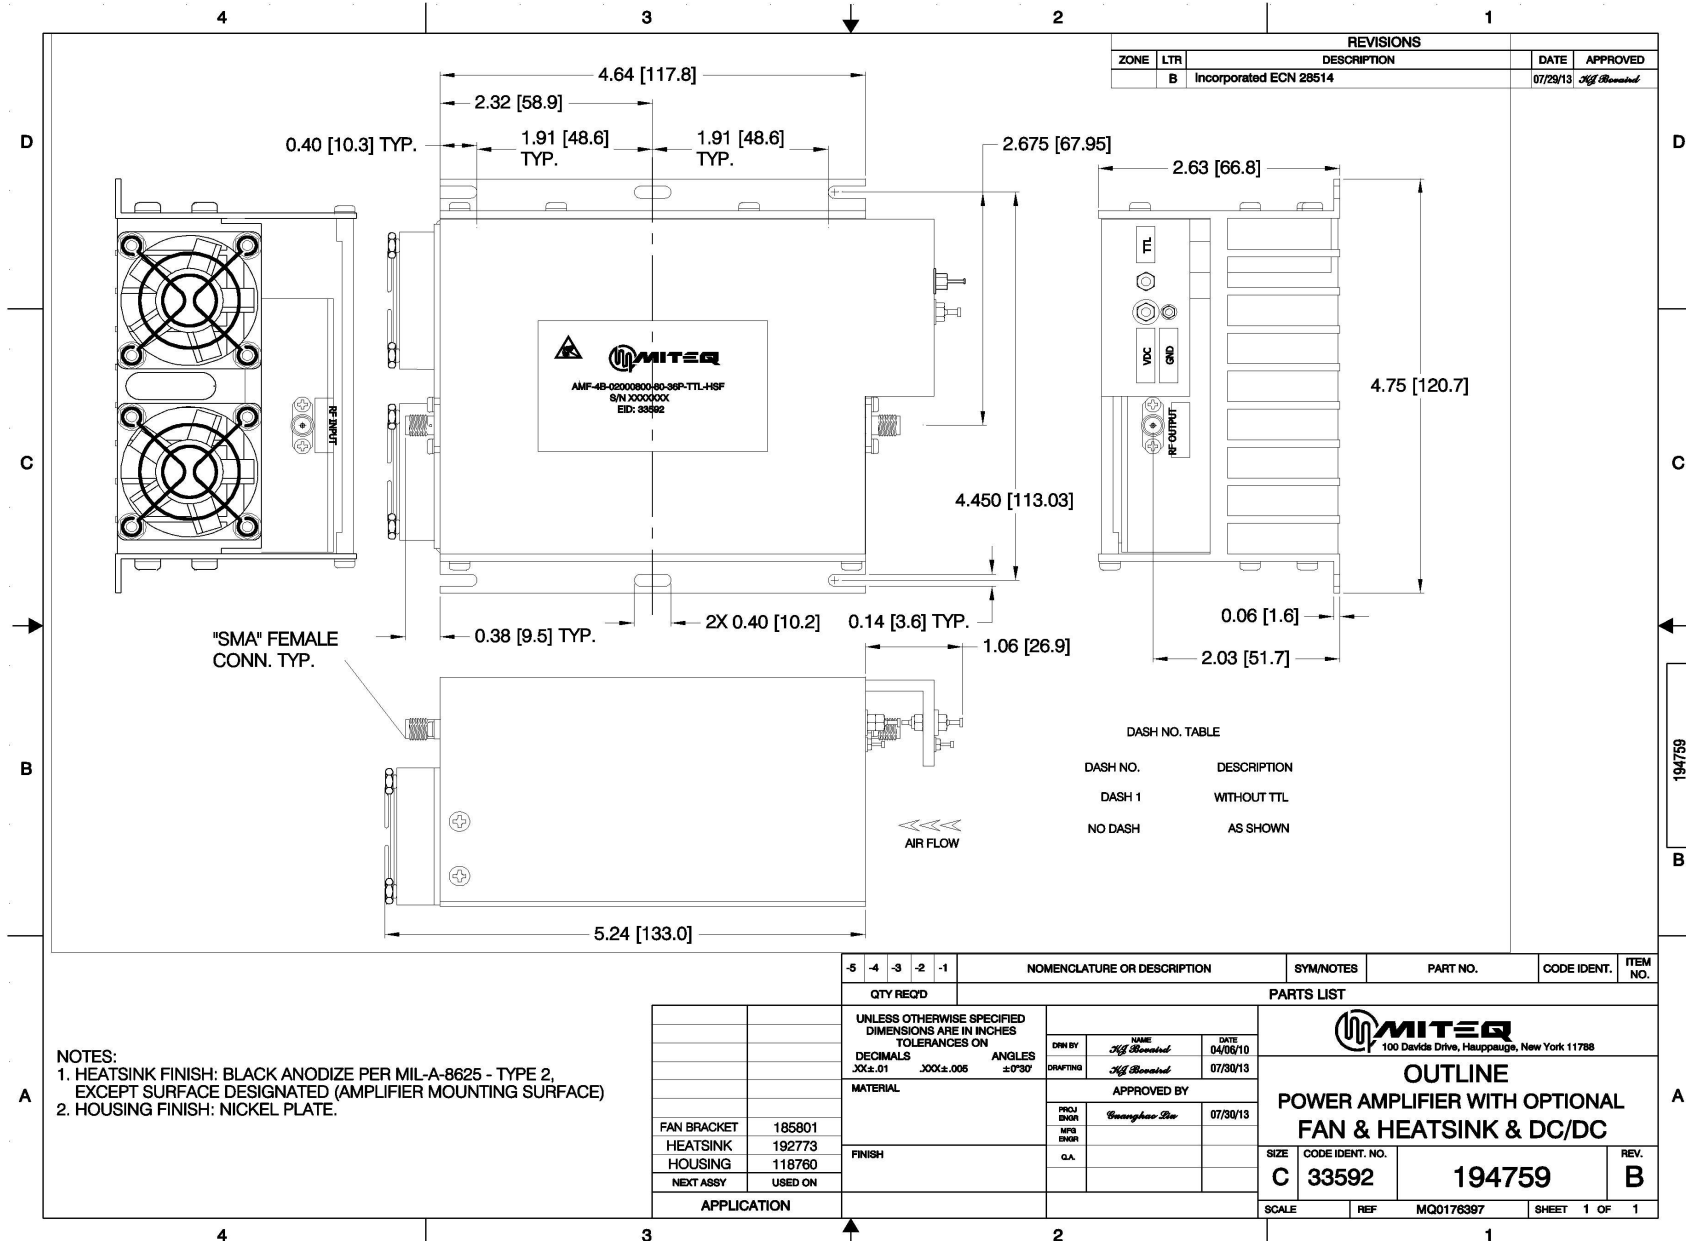 4 3 2 1
REVISIONS
ZONE LTR DESCRIPTION DATE APPROVED
B Incorporated ECN 28514 07/29/13 KJ Bovaird
D D
4.64 [117.8]
2.32 [58.9]
0.40 [10.3] TYP.
1.91 [48.6]
TYP.
1.91 [48.6]
TYP.
2.675 [67.95]
2.63 [66.8]
TTL
VDC
GND
RF OUTPUT
RF INPUT
MITEQ
AMF-4B-02000800-60-36P-TTL-HSF
S/N XXXXXXX
EID: 33592
4.75 [120.7]
C C
4.450 [113.03]
0.06 [1.6]
"SMA" FEMALE
CONN. TYP.
0.38 [9.5] TYP.
2X 0.40 [10.2]
0.14 [3.6] TYP.
1.06 [26.9]
2.03 [51.7]
DASH NO. TABLE
DASH NO. DESCRIPTION
DASH 1 WITHOUT TTL
NO DASH AS SHOWN
194759
B B
AIR FLOW
5.24 [133.0]
-5 -4 -3 -2 -1 NOMENCLATURE OR DESCRIPTION SYM/NOTES PART NO. CODE IDENT. ITEM NO.
QTY REQ'D PARTS LIST
NOTES:
1. HEATSINK FINISH: BLACK ANODIZE PER MIL-A-8625 - TYPE 2,
EXCEPT SURFACE DESIGNATED (AMPLIFIER MOUNTING SURFACE)
2. HOUSING FINISH: NICKEL PLATE.
A A
FAN BRACKET 185801
HEATSINK 192773
HOUSING 118760
NEXT ASSY USED ON
APPLICATION
UNLESS OTHERWISE SPECIFIED
DIMENSIONS ARE IN INCHES
TOLERANCES ON
DECIMALS ANGLES
.XX±.01 .XXX±.005 ±0°30'
MATERIAL
FINISH
NAME DATE
DRN BY KJ Bovaird 04/06/10
DRAFTING KJ Bovaird 07/30/13
APPROVED BY
PROJ ENGR Guanghao Liu 07/30/13
MFG ENGR
Q.A.
MITEQ
100 Davids Drive, Hauppauge, New York 11788
OUTLINE
POWER AMPLIFIER WITH OPTIONAL
FAN & HEATSINK & DC/DC
SIZE CODE IDENT. NO. REV.
C 33592 194759 B
SCALE REF MQ0176397 SHEET 1 OF 1
4 3 2 1